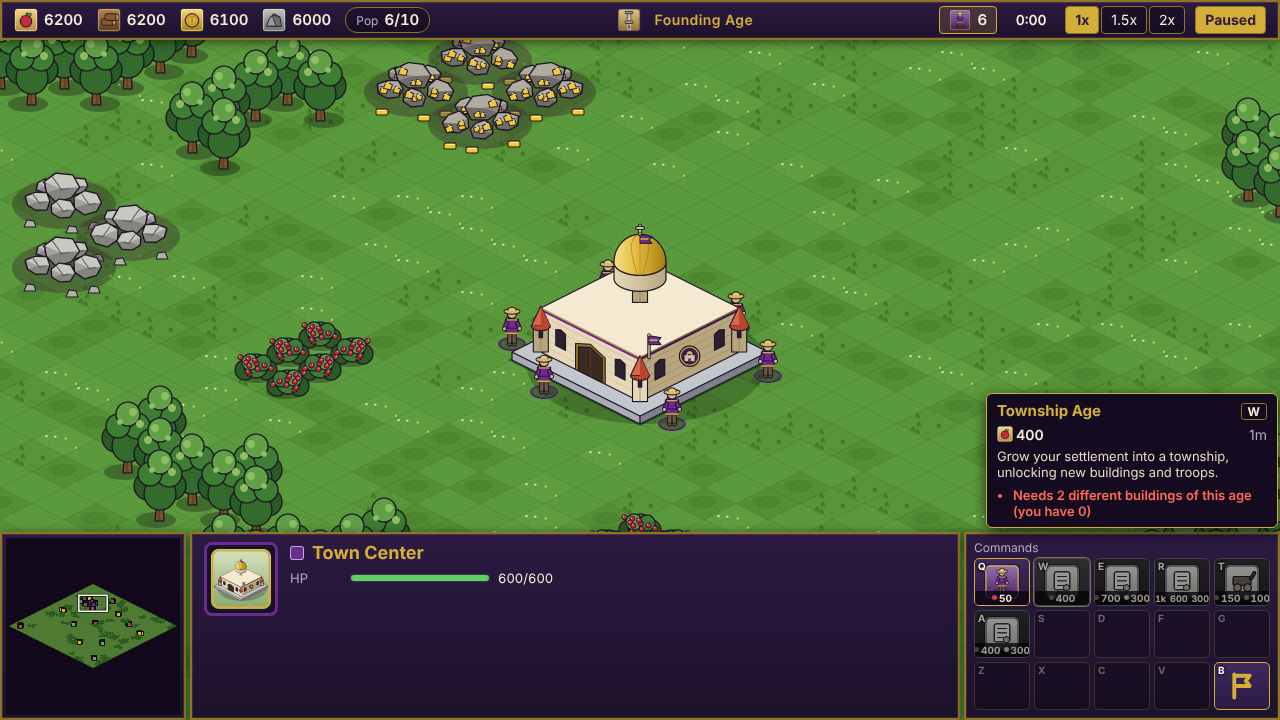 6200 6200 6100 6000 Pop 6/10 Founding Age 6 0:00 1x 1.5x 2x Paused
Township Age W
400 1m
Grow your settlement into a township,
unlocking new buildings and troops.
• Needs 2 different buildings of this age
(you have 0)
Town Center
HP 600/600
Commands
Q W E R T
50 400 700 300 1k 600 300 150 100
A S D F G
400 300
Z X C V B